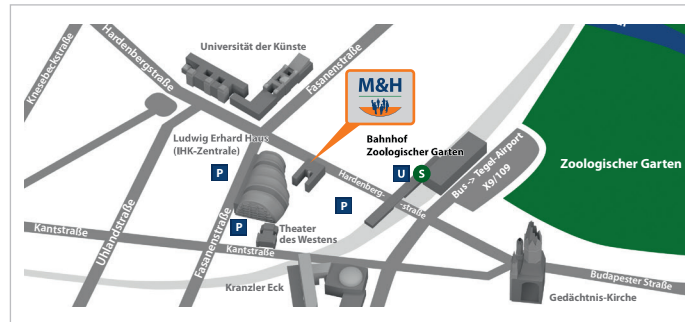 Knesebeckstraße
Hardenbergstraße
Universität der Künste
Fasanenstraße
M&H
Ludwig Erhard Haus
(IHK-Zentrale)
Bahnhof
Zoologischer Garten
P
U
S
Bus -> Tegel-Airport
X9/109
Zoologischer Garten
Hardenberg-
straße
P
P
Uhlandstraße
Kantstraße
Fasanenstraße
Theater
des Westens
Kantstraße
Kranzler Eck
Budapester Straße
Gedächtnis-Kirche